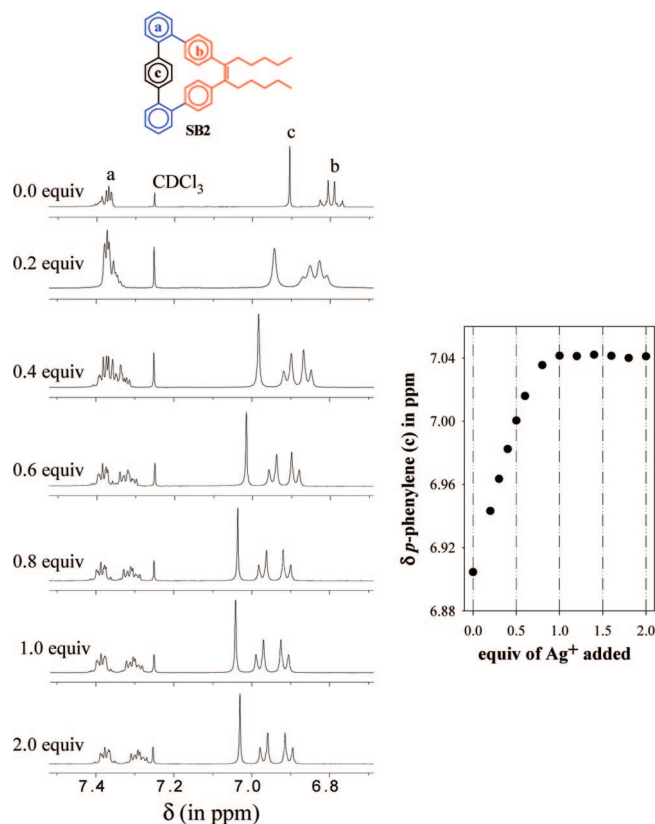 a
b
c
SB2
c
a
CDCl₃
b
0.0 equiv
0.2 equiv
0.4 equiv
0.6 equiv
0.8 equiv
1.0 equiv
2.0 equiv
7.4 7.2 7.0 6.8
δ (in ppm)
δ p-phenylene (c) in ppm
7.04
7.00
6.96
6.92
6.88
0.0 0.5 1.0 1.5 2.0
equiv of Ag⁺ added